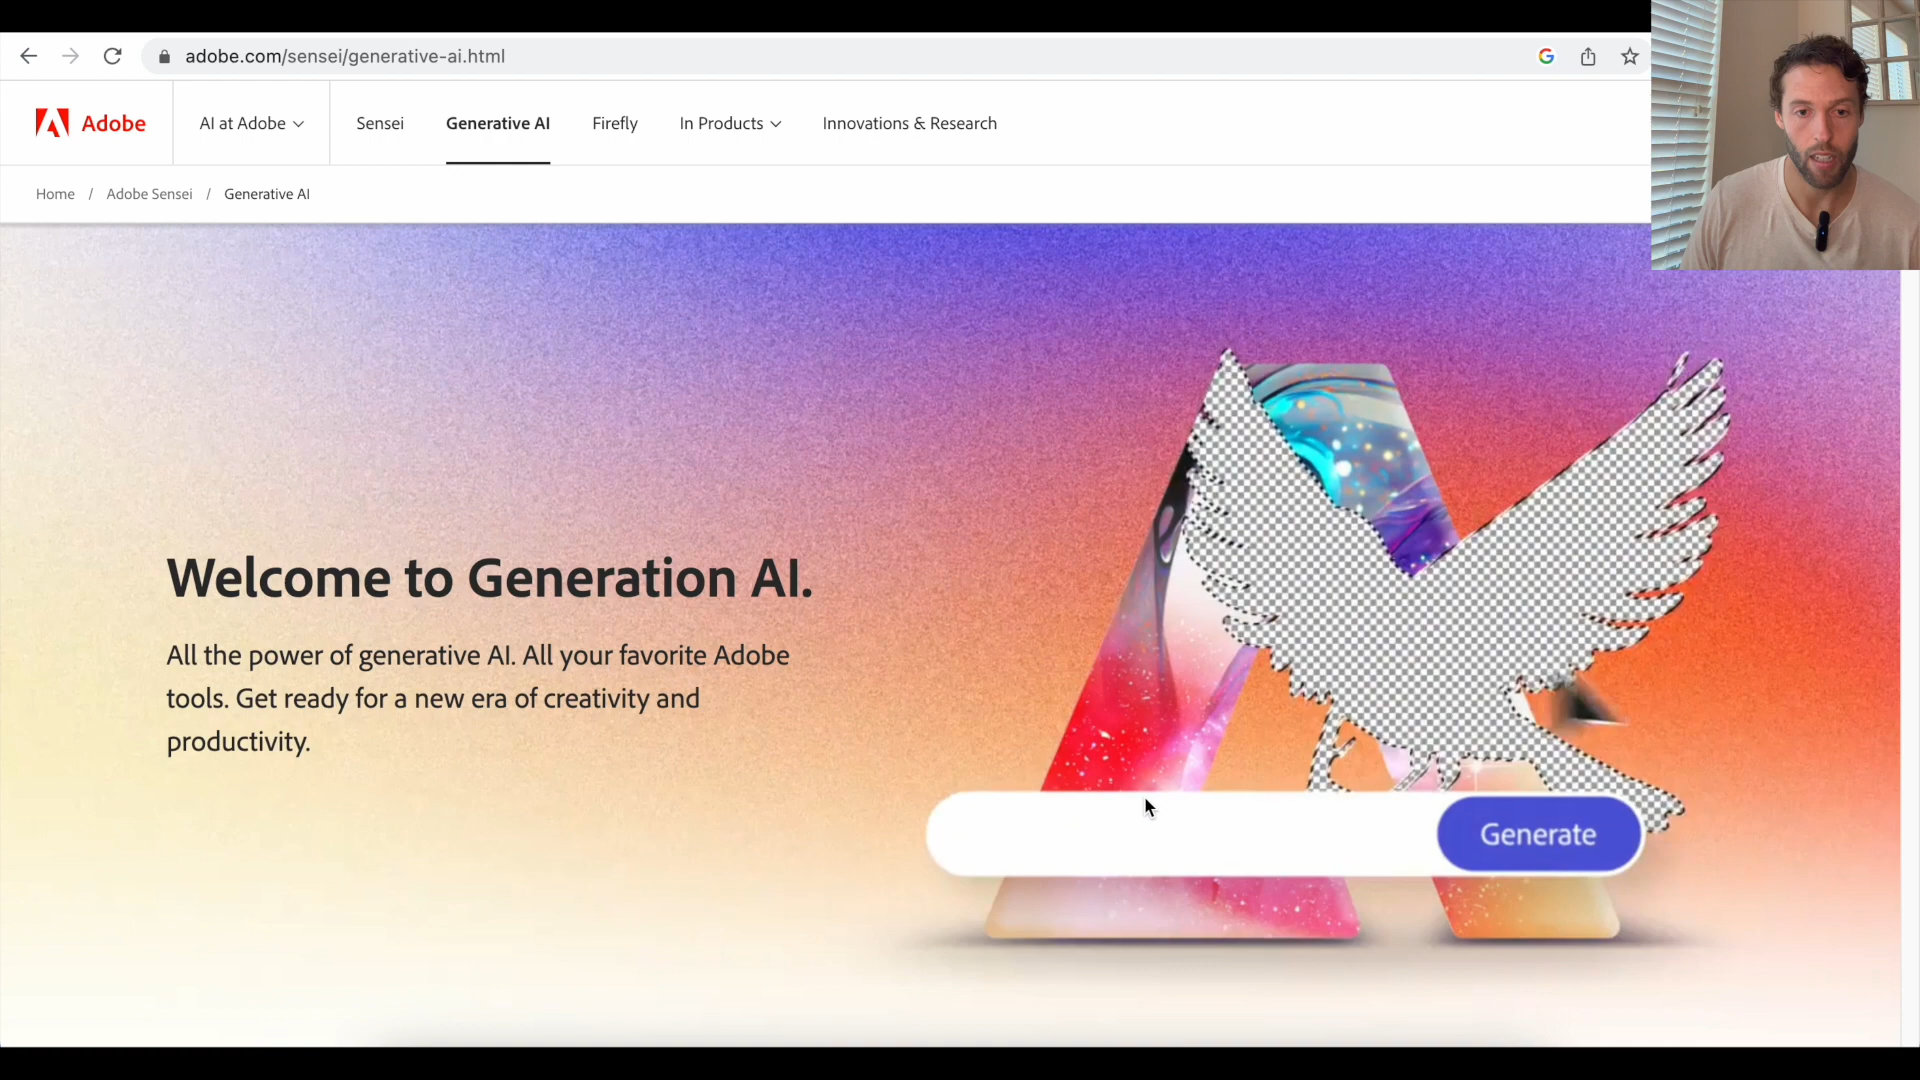 adobe.com/sensei/generative-ai.html
Adobe
AI at Adobe
Sensei
Generative AI
Firefly
In Products
Innovations & Research
Home / Adobe Sensei / Generative AI
Welcome to Generation AI.
All the power of generative AI. All your favorite Adobe
tools. Get ready for a new era of creativity and
productivity.
Generate